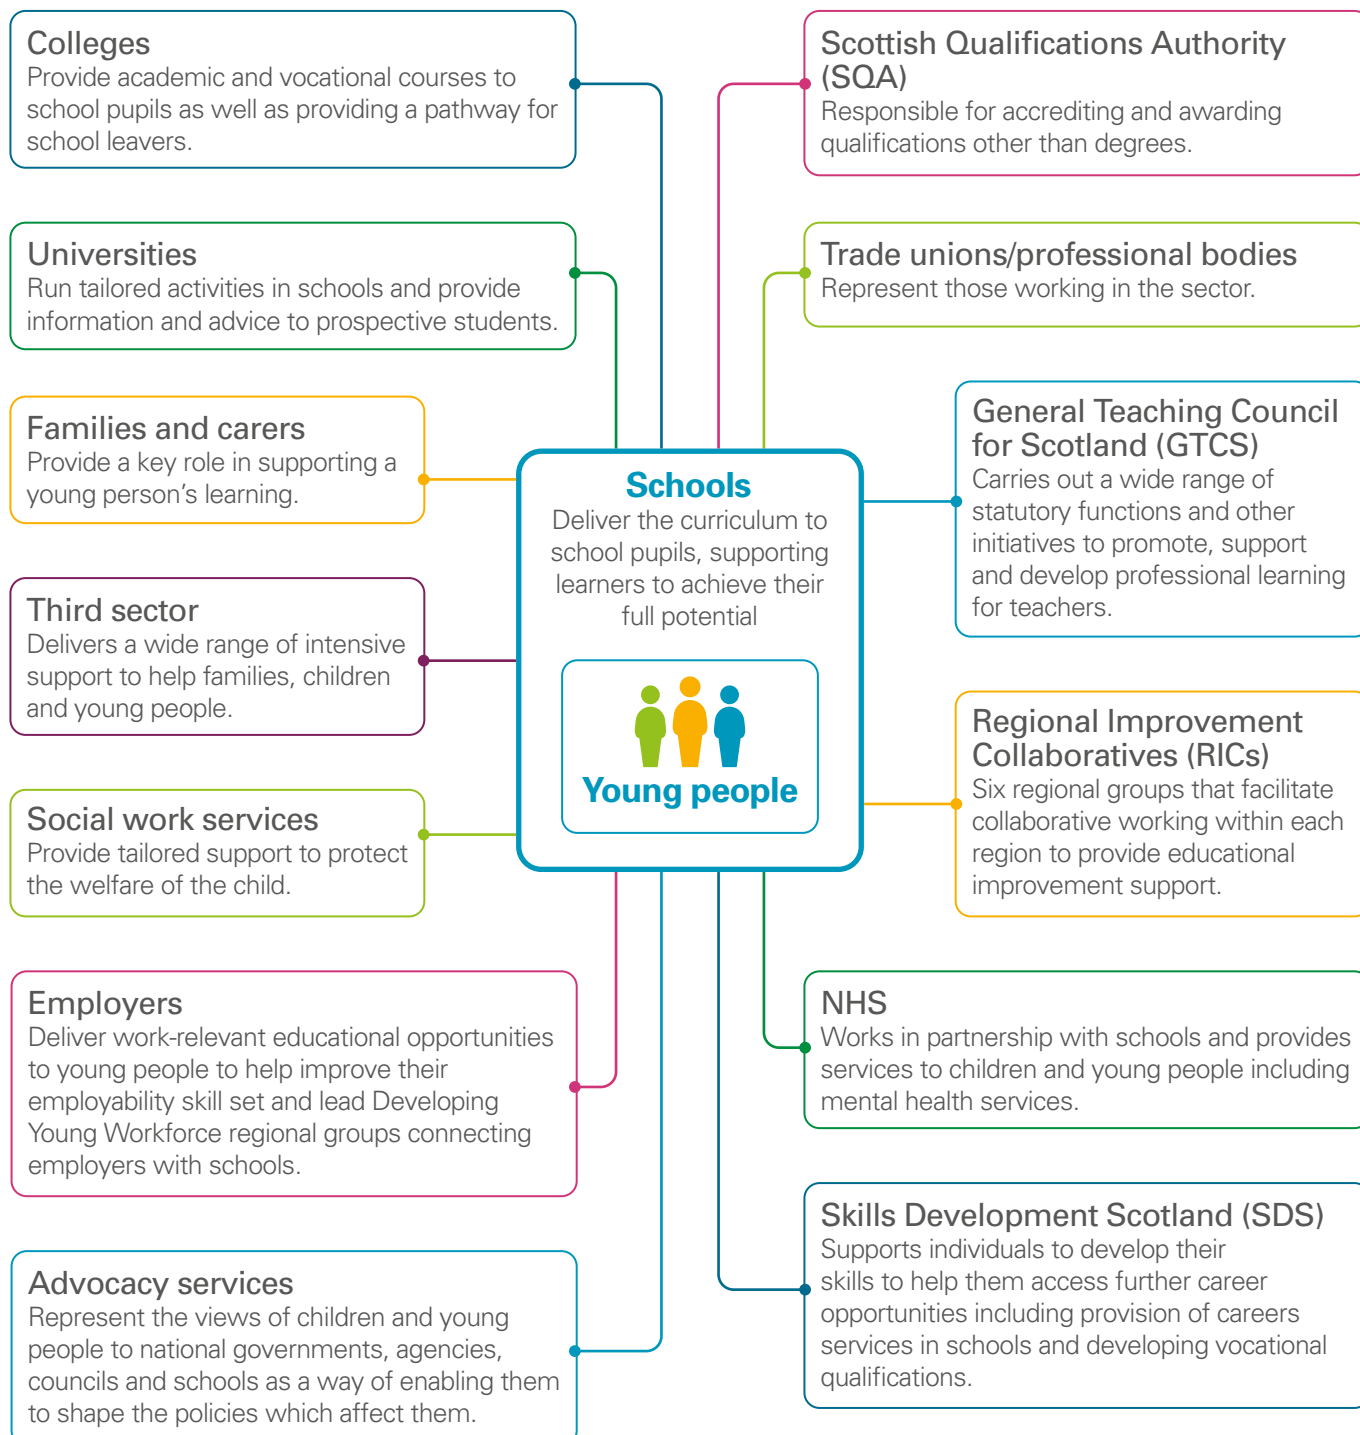 Colleges
Provide academic and vocational courses to
school pupils as well as providing a pathway for
school leavers.
Universities
Run tailored activities in schools and provide
information and advice to prospective students.
Families and carers
Provide a key role in supporting a
young person’s learning.
Third sector
Delivers a wide range of intensive
support to help families, children
and young people.
Social work services
Provide tailored support to protect
the welfare of the child.
Employers
Deliver work-relevant educational opportunities
to young people to help improve their
employability skill set and lead Developing
Young Workforce regional groups connecting
employers with schools.
Advocacy services
Represent the views of children and young
people to national governments, agencies,
councils and schools as a way of enabling them
to shape the policies which affect them.
Schools
Deliver the curriculum to
school pupils, supporting
learners to achieve their
full potential
Young people
Scottish Qualifications Authority
(SQA)
Responsible for accrediting and awarding
qualifications other than degrees.
Trade unions/professional bodies
Represent those working in the sector.
General Teaching Council
for Scotland (GTCS)
Carries out a wide range of
statutory functions and other
initiatives to promote, support
and develop professional learning
for teachers.
Regional Improvement
Collaboratives (RICs)
Six regional groups that facilitate
collaborative working within each
region to provide educational
improvement support.
NHS
Works in partnership with schools and provides
services to children and young people including
mental health services.
Skills Development Scotland (SDS)
Supports individuals to develop their
skills to help them access further career
opportunities including provision of careers
services in schools and developing vocational
qualifications.